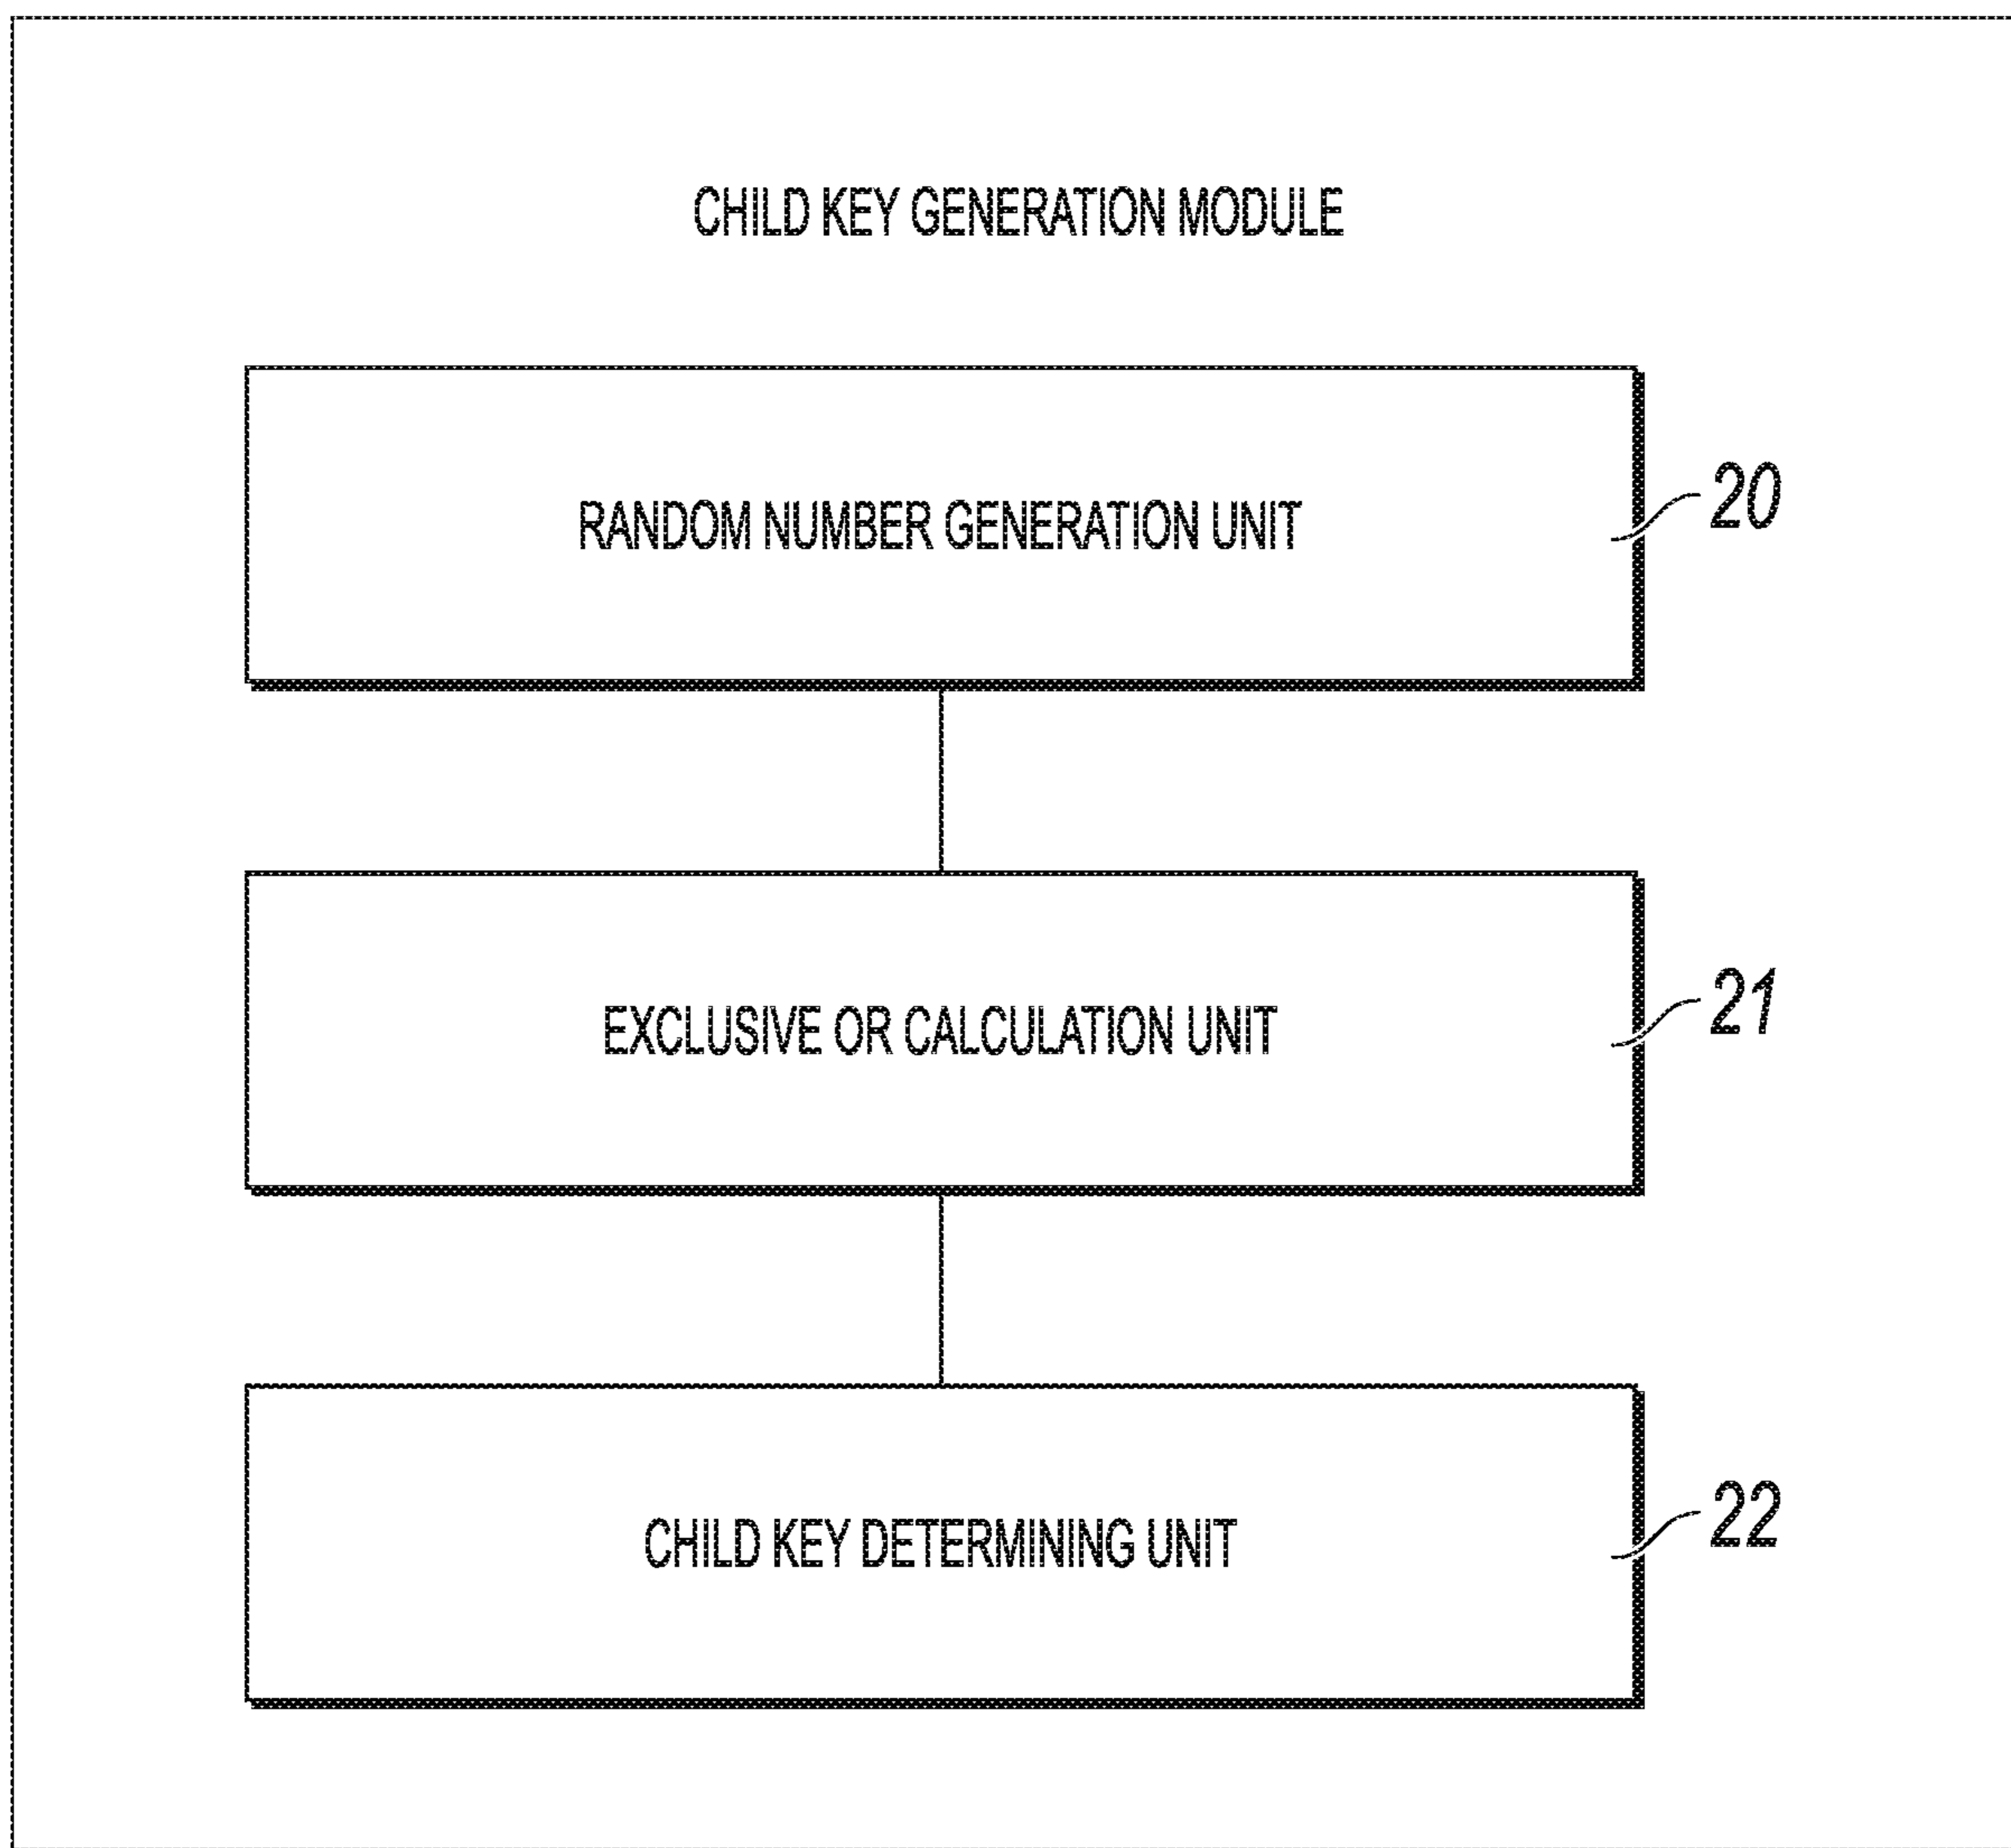 CHILD KEY GENERATION MODULE
RANDOM NUMBER GENERATION UNIT
20
EXCLUSIVE OR CALCULATION UNIT
21
CHILD KEY DETERMINING UNIT
22